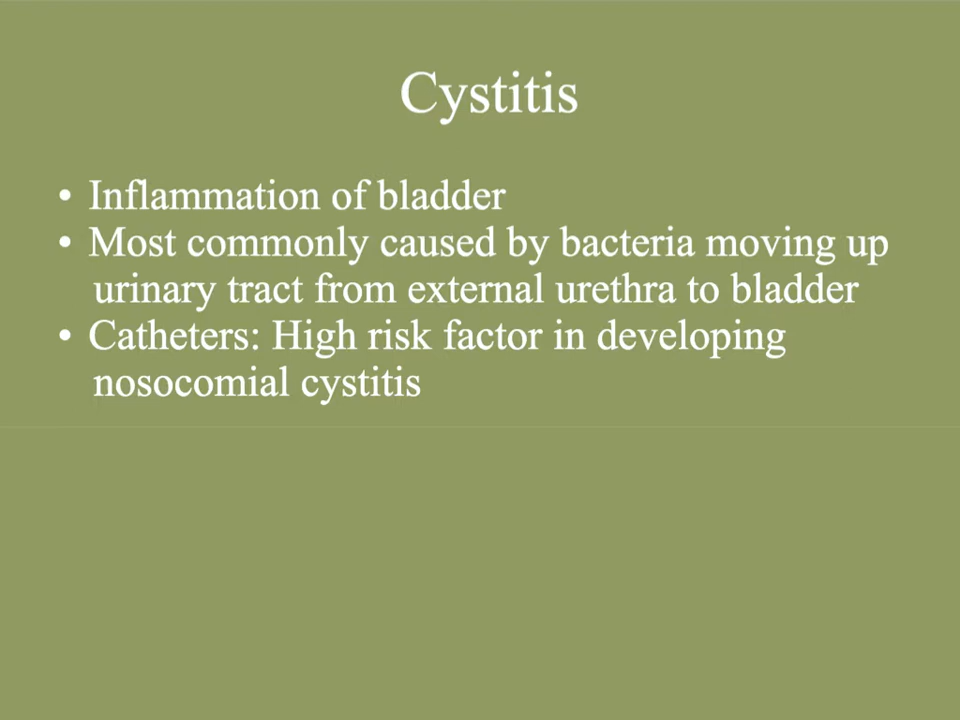 Cystitis
• Inflammation of bladder
• Most commonly caused by bacteria moving up
urinary tract from external urethra to bladder
• Catheters: High risk factor in developing
nosocomial cystitis